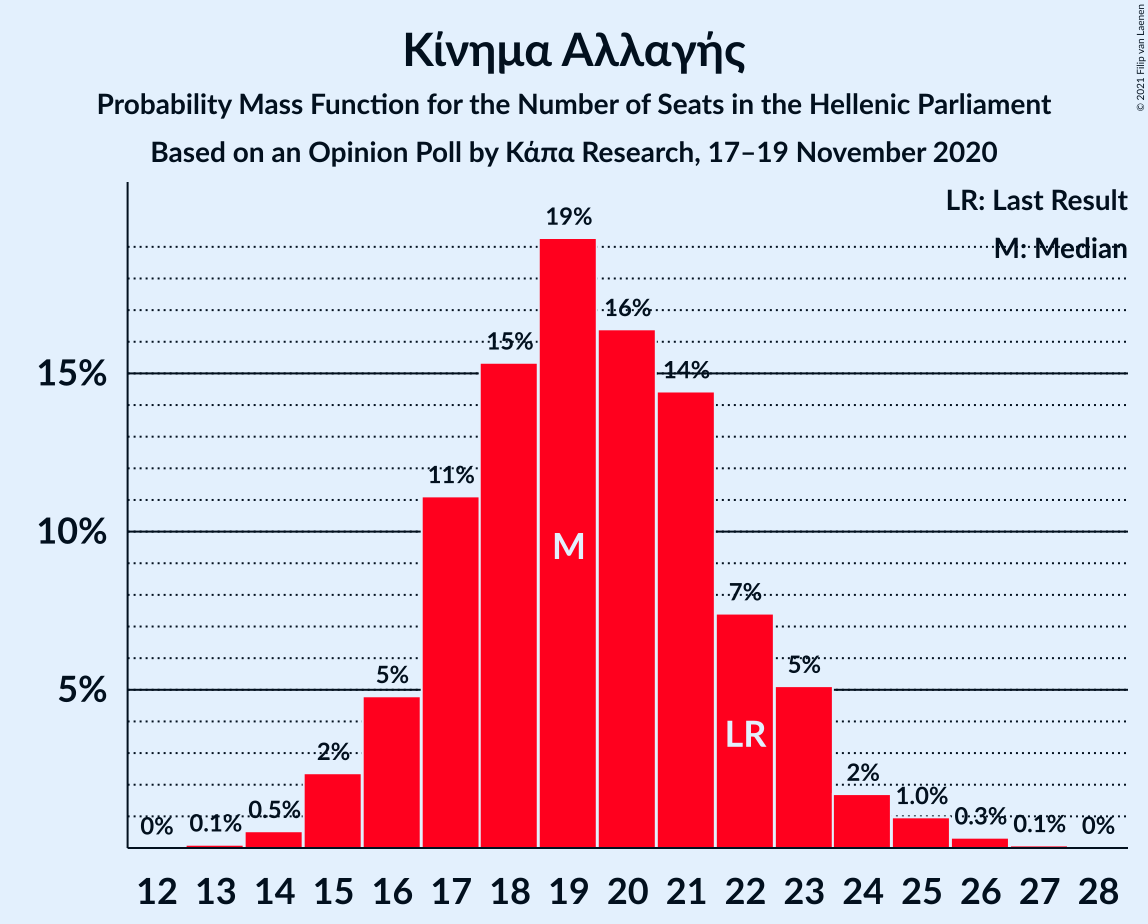 © 2021 Filip van Laenen
Κίνημα Αλλαγής
Probability Mass Function for the Number of Seats in the Hellenic Parliament
Based on an Opinion Poll by Κάπα Research, 17–19 November 2020
LR: Last Result
M: Median
15%
10%
5%
0%
0.1%
0.5%
2%
5%
11%
15%
19%
16%
14%
7%
5%
2%
1.0%
0.3%
0.1%
0%
M
LR
12 13 14 15 16 17 18 19 20 21 22 23 24 25 26 27 28